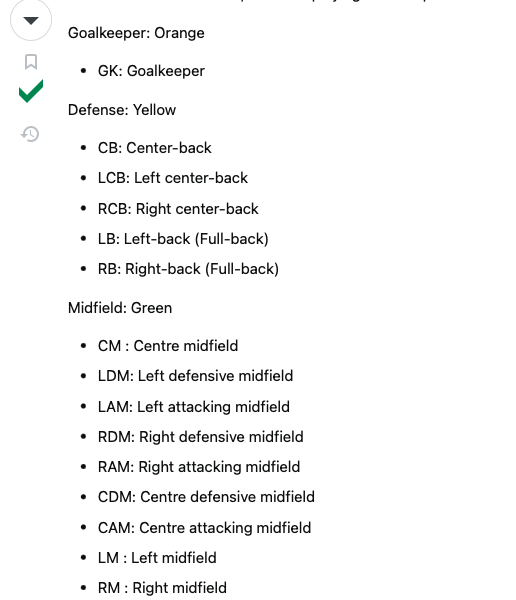 Goalkeeper: Orange
• GK: Goalkeeper
Defense: Yellow
• CB: Center-back
• LCB: Left center-back
• RCB: Right center-back
• LB: Left-back (Full-back)
• RB: Right-back (Full-back)
Midfield: Green
• CM : Centre midfield
• LDM: Left defensive midfield
• LAM: Left attacking midfield
• RDM: Right defensive midfield
• RAM: Right attacking midfield
• CDM: Centre defensive midfield
• CAM: Centre attacking midfield
• LM : Left midfield
• RM : Right midfield